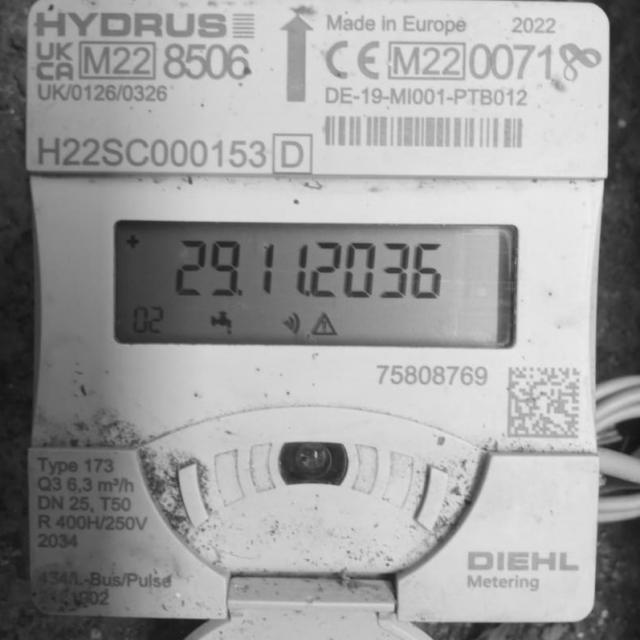 HYDRUS
UK CA M22 8506
UK/0126/0326
H22SC000153 D
Made in Europe 2022
CE M22 0071
DE-19-MI001-PTB012
29.11.2036
02
75808769
Type 173
Q3 6,3 m³/h
DN 25, T50
R 400H/250V
2034
L-Bus/Pulse
DIEHL
Metering